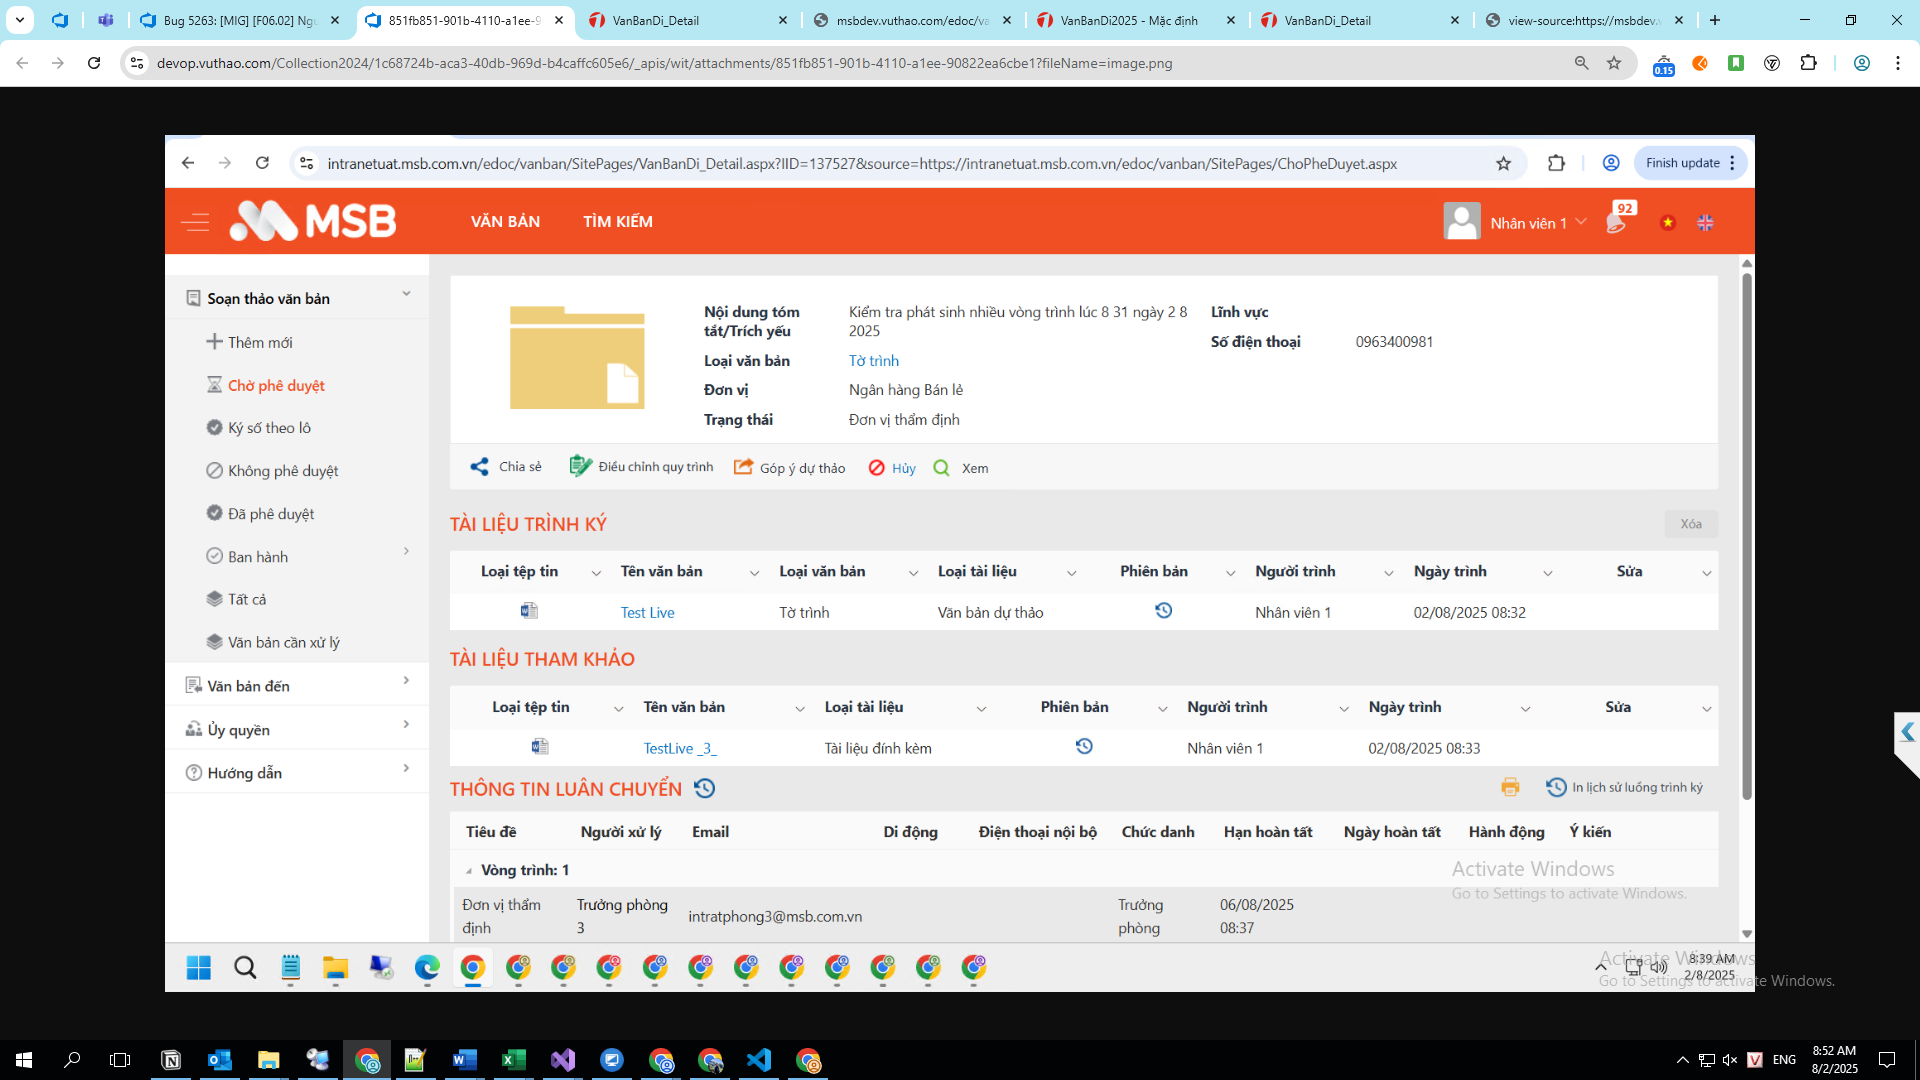 Bug 5263: [MIG] [F06.02] Ngu
851fb851-901b-4110-a1ee-9
VanBanDi_Detail
msbdev.vuthao.com/edoc/va
VanBanDi2025 - Mặc định
VanBanDi_Detail
view-source:https://msbdev.v
devop.vuthao.com/Collection2024/1c68724b-aca3-40db-969d-b4caffc605e6/_apis/wit/attachments/851fb851-901b-4110-a1ee-90822ea6cbe1?fileName=image.png
0.15
intranetuat.msb.com.vn/edoc/vanban/SitePages/VanBanDi_Detail.aspx?IID=137527&source=https://intranetuat.msb.com.vn/edoc/vanban/SitePages/ChoPheDuyet.aspx
Finish update
MSB
VĂN BẢN
TÌM KIẾM
Nhân viên 1
92
Soạn thảo văn bản
Thêm mới
Chờ phê duyệt
Ký số theo lô
Không phê duyệt
Đã phê duyệt
Ban hành
Tất cả
Văn bản cần xử lý
Văn bản đến
Ủy quyền
Hướng dẫn
Nội dung tóm tắt/Trích yếu
Kiểm tra phát sinh nhiều vòng trình lúc 8 31 ngày 2 8 2025
Loại văn bản
Tờ trình
Đơn vị
Ngân hàng Bán lẻ
Trạng thái
Đơn vị thẩm định
Lĩnh vực
Số điện thoại
0963400981
Chia sẻ
Điều chỉnh quy trình
Góp ý dự thảo
Hủy
Xem
TÀI LIỆU TRÌNH KÝ
Xóa
Loại tệp tin
Tên văn bản
Loại văn bản
Loại tài liệu
Phiên bản
Người trình
Ngày trình
Sửa
Test Live
Tờ trình
Văn bản dự thảo
Nhân viên 1
02/08/2025 08:32
TÀI LIỆU THAM KHẢO
Loại tệp tin
Tên văn bản
Loại tài liệu
Phiên bản
Người trình
Ngày trình
Sửa
TestLive _3_
Tài liệu đính kèm
Nhân viên 1
02/08/2025 08:33
THÔNG TIN LUÂN CHUYỂN
In lịch sử luồng trình ký
Tiêu đề
Người xử lý
Email
Di động
Điện thoại nội bộ
Chức danh
Hạn hoàn tất
Ngày hoàn tất
Hành động
Ý kiến
Vòng trình: 1
Đơn vị thẩm định
Trưởng phòng 3
intratphong3@msb.com.vn
Trưởng phòng
06/08/2025 08:37
Activate Windows
Go to Settings to activate Windows.
8:39 AM
2/8/2025
Activate Windows
Go to Settings to activate Windows.
ENG
8:52 AM
8/2/2025